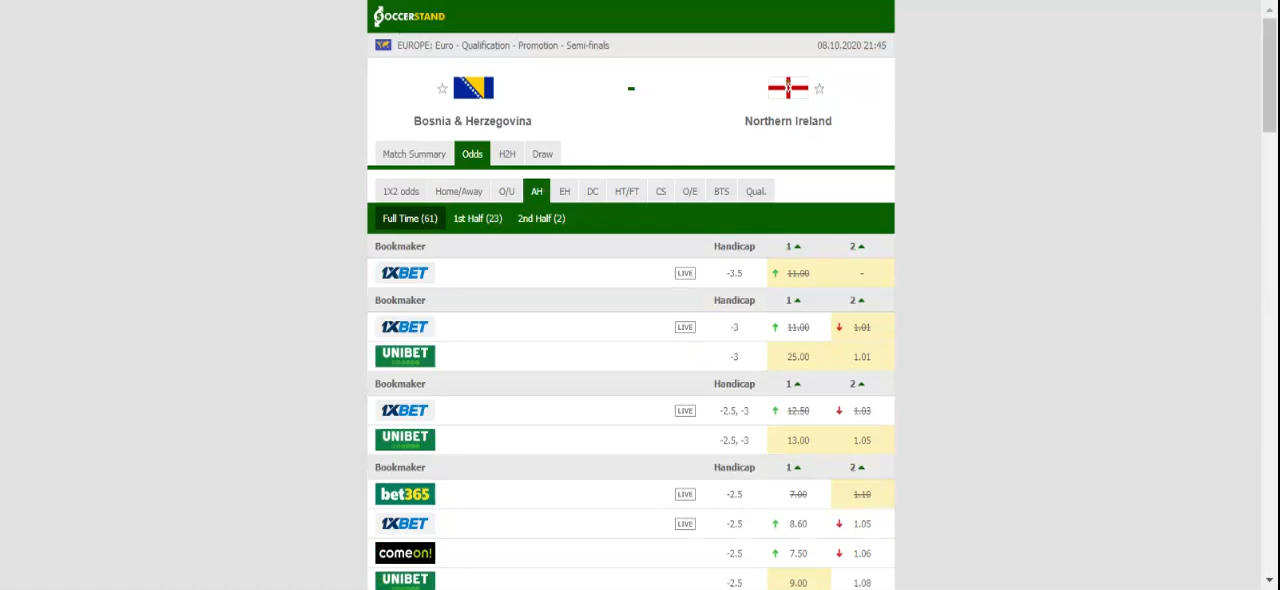 SOCCERSTAND
EUROPE: Euro - Qualification - Promotion - Semi-finals 08.10.2020 21:45
-
Bosnia & Herzegovina Northern Ireland
Match Summary Odds H2H Draw
1X2 odds Home/Away O/U AH EH DC HT/FT CS O/E BTS Qual.
Full Time (61) 1st Half (23) 2nd Half (2)
Bookmaker Handicap 1 2
1XBET LIVE -3.5 11.00 -
Bookmaker Handicap 1 2
1XBET LIVE -3 11.00 1.01
UNIBET -3 25.00 1.01
Bookmaker Handicap 1 2
1XBET LIVE -2.5, -3 12.50 1.03
UNIBET -2.5, -3 13.00 1.05
Bookmaker Handicap 1 2
bet365 LIVE -2.5 7.00 1.10
1XBET LIVE -2.5 8.60 1.05
comeon! -2.5 7.50 1.06
UNIBET -2.5 9.00 1.08